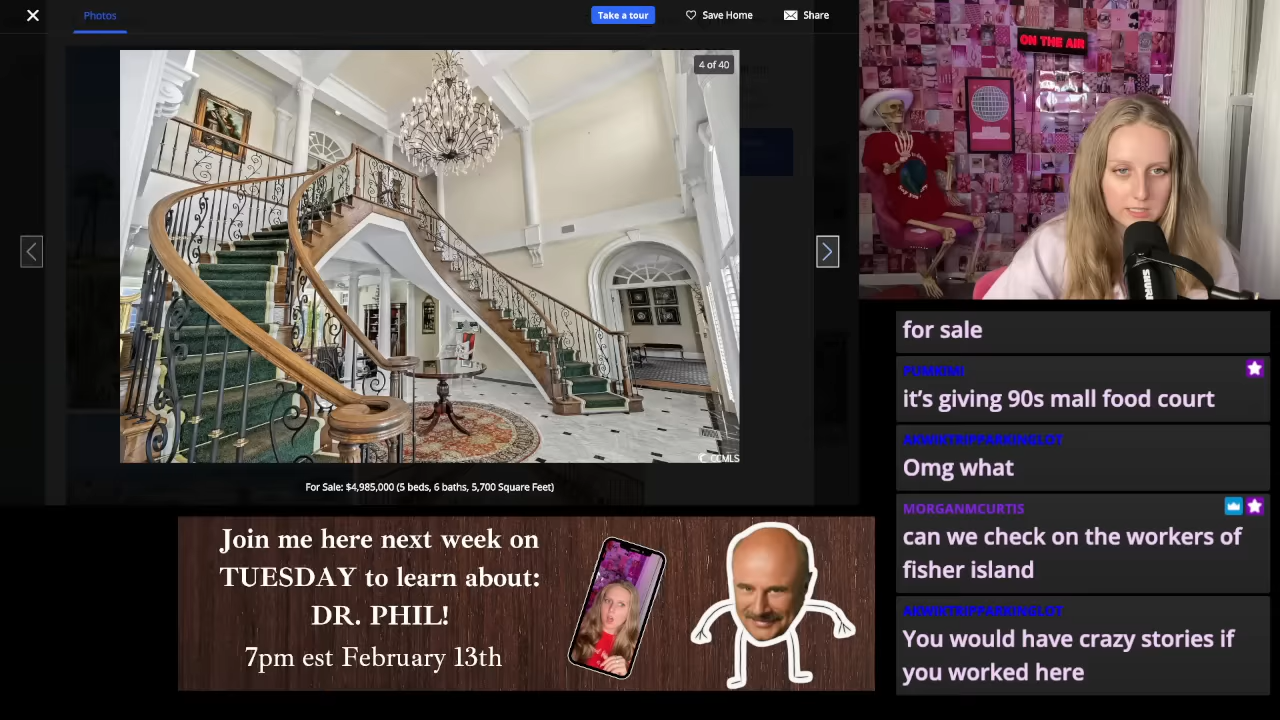 Photos
Take a tour
Save Home
Share
4 of 40
CCMLS
For Sale: $4,985,000 (5 beds, 6 baths, 5,700 Square Feet)
ON THE AIR
for sale
PUMKIMI
it's giving 90s mall food court
AKWIIETRIPPARKINGLOT
Omg what
MORGANMCURTIS
can we check on the workers of
fisher island
AKWIIETRIPPARKINGLOT
You would have crazy stories if
you worked here
Join me here next week on
TUESDAY to learn about:
DR. PHIL!
7pm est February 13th